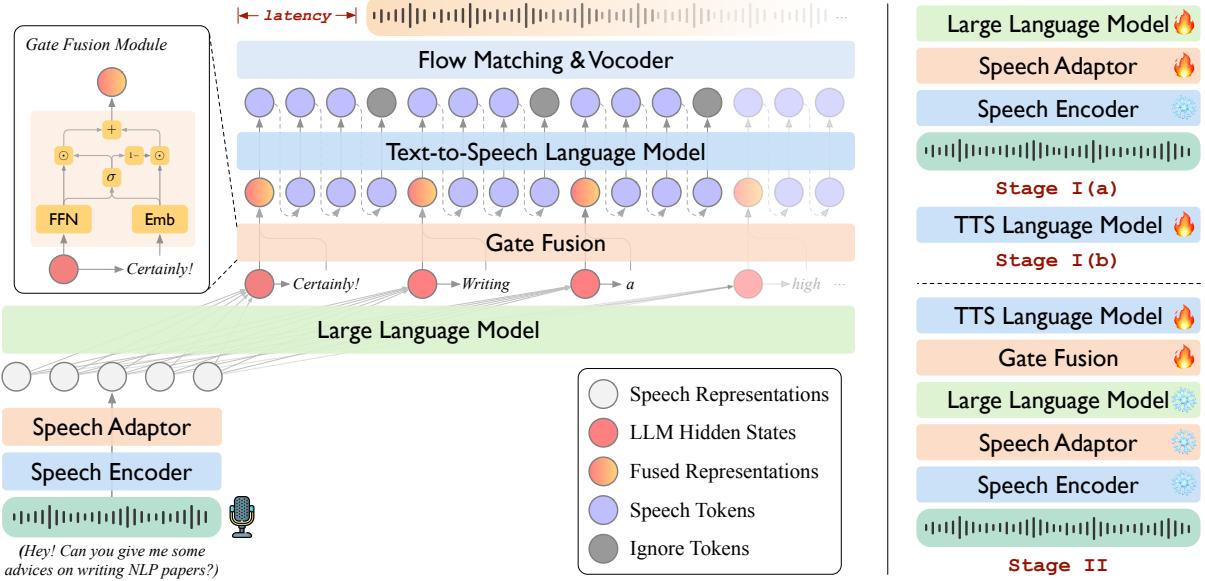 latency
...
Gate Fusion Module
+
⊙
1-
⊙
σ
FFN
Emb
Certainly!
Flow Matching & Vocoder
Text-to-Speech Language Model
Gate Fusion
Certainly!
Writing
a
high
...
Large Language Model
Speech Adaptor
Speech Encoder
(Hey! Can you give me some
advices on writing NLP papers?)
Speech Representations
LLM Hidden States
Fused Representations
Speech Tokens
Ignore Tokens
Large Language Model
Speech Adaptor
Speech Encoder
Stage I(a)
TTS Language Model
Stage I(b)
TTS Language Model
Gate Fusion
Large Language Model
Speech Adaptor
Speech Encoder
Stage II